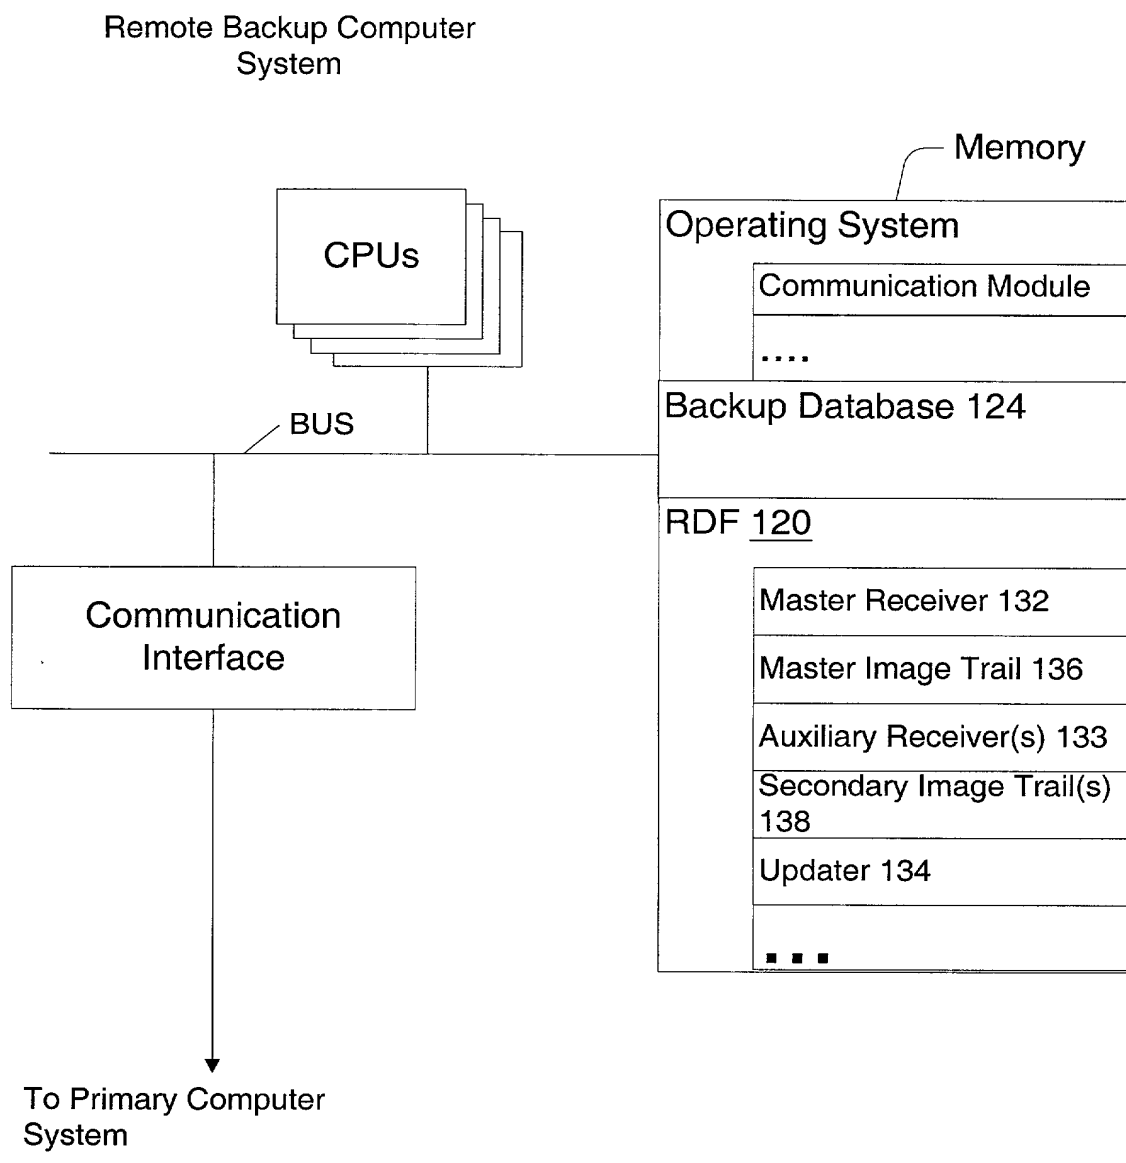 Remote Backup Computer
System
Memory
Operating System
CPUs
Communication Module
....
Backup Database 124
BUS
RDF 120
Master Receiver 132
Communication
Interface
Master Image Trail 136
Auxiliary Receiver(s) 133
Secondary Image Trail(s)
138
Updater 134
...
To Primary Computer
System